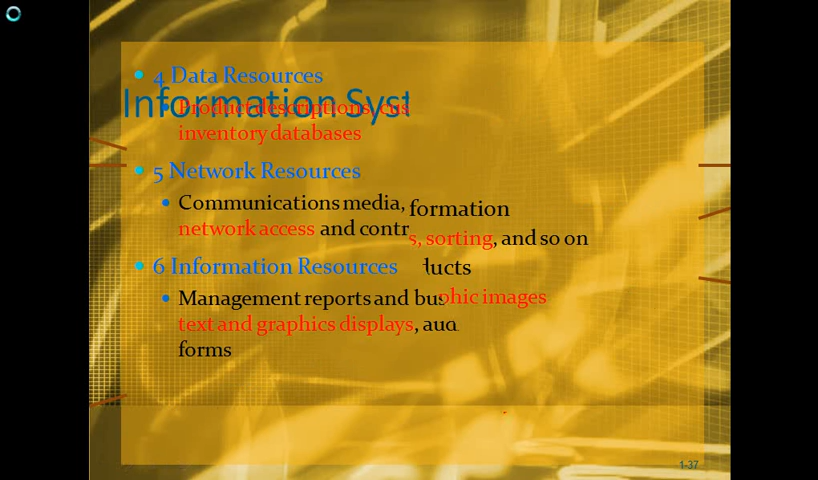 4 Data Resources
Information Syst
Product descriptions, cus
inventory databases
5 Network Resources
Communications media,
formation
network access and contr
s, sorting, and so on
6 Information Resources
ducts
Management reports and bus
phic images
text and graphics displays, aud
forms
1-37